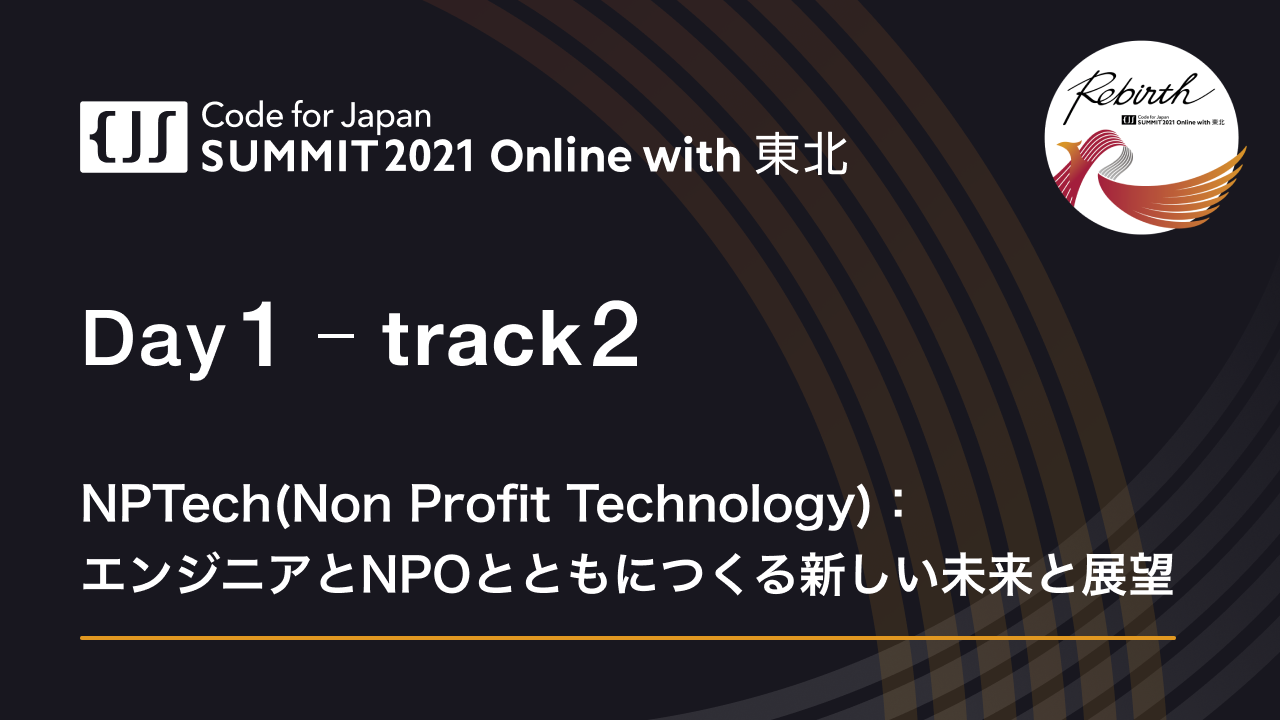 Code for Japan
SUMMIT 2021 Online with 東北
Rebirth
Code for Japan
SUMMIT2021 Online with 東北
Day1 − track2
NPTech(Non Profit Technology)：
エンジニアとNPOとともにつくる新しい未来と展望